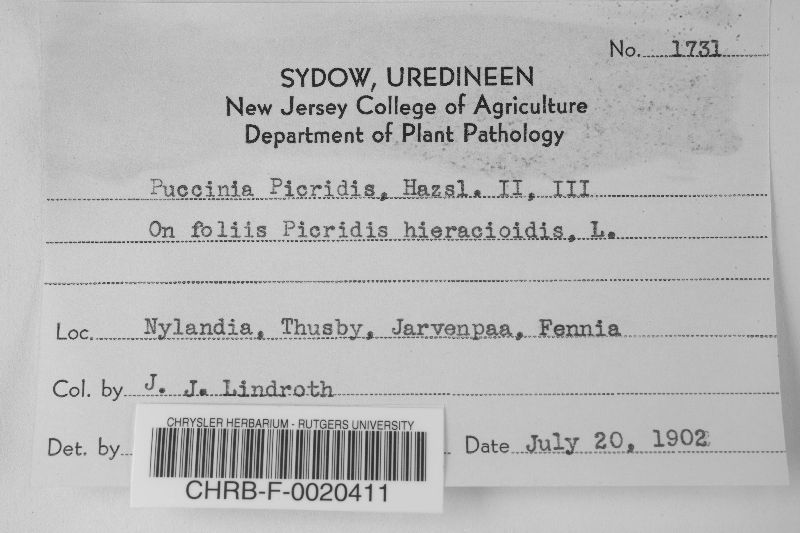 No. 1731
SYDOW, UREDINEEN
New Jersey College of Agriculture
Department of Plant Pathology
Puccinia Picridis, Hazsl. II, III
On foliis Picridis hieracioidis, L.
Loc. Nylandia, Thusby, Jarvenpaa, Fennia
Col. by J. J. Lindroth
Det. by Date July 20, 1902
CHRYSLER HERBARIUM - RUTGERS UNIVERSITY
CHRB-F-0020411